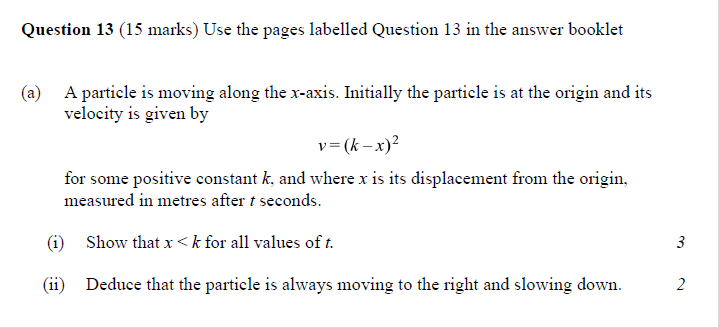 Question 13 (15 marks) Use the pages labelled Question 13 in the answer booklet
(a) A particle is moving along the x-axis. Initially the particle is at the origin and its
velocity is given by
v = (k – x)²
for some positive constant k, and where x is its displacement from the origin,
measured in metres after t seconds.
(i) Show that x < k for all values of t. 3
(ii) Deduce that the particle is always moving to the right and slowing down. 2